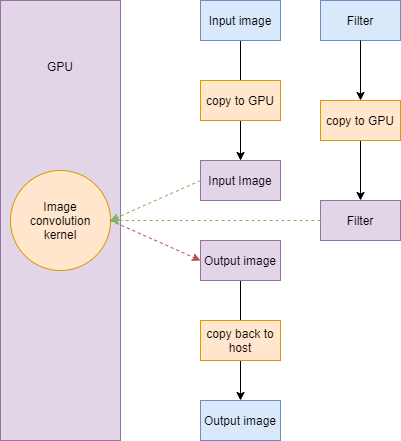 Input image
Filter
GPU
copy to GPU
copy to GPU
Input Image
Image
convolution
kernel
Filter
Output image
copy back to
host
Output image